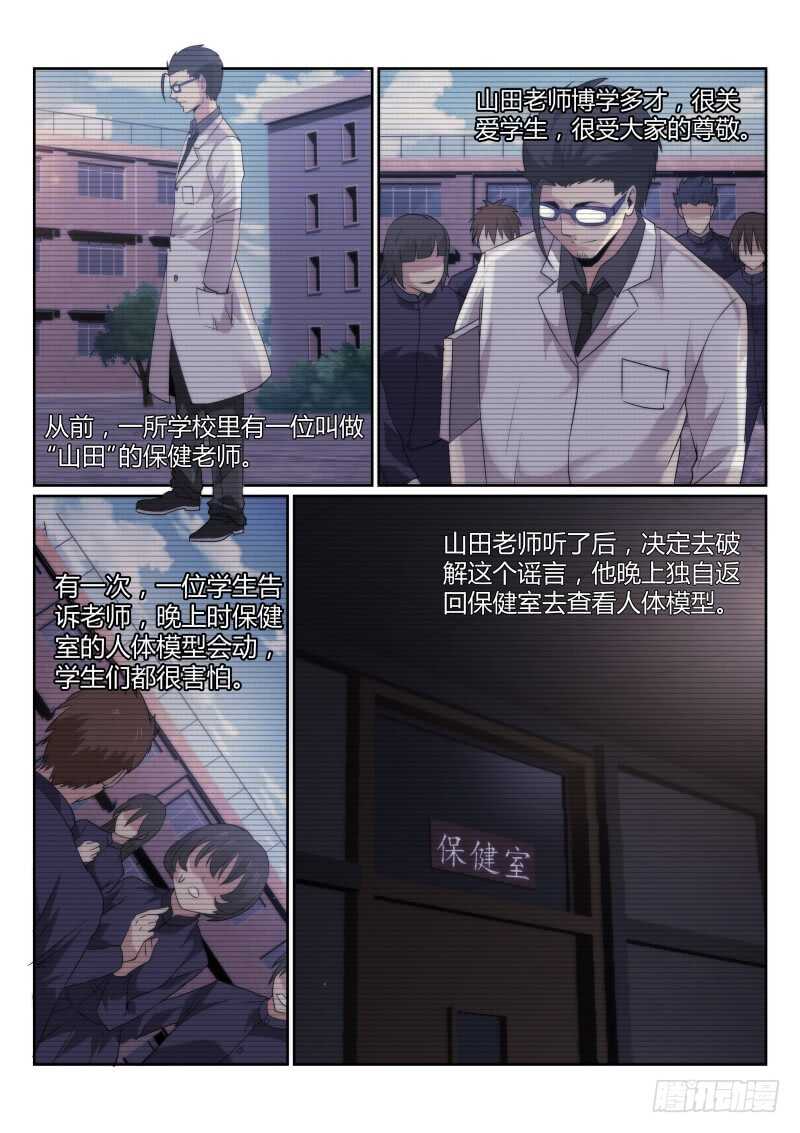 从前，一所学校里有一位叫做
“山田”的保健老师。
山田老师博学多才，很关
爱学生，很受大家的尊敬。
有一次，一位学生告
诉老师，晚上时保健
室的人体模型会动，
学生们都很害怕。
山田老师听了后，决定去破
解这个谣言，他晚上独自返
回保健室去查看人体模型。
保健室
腾讯动漫